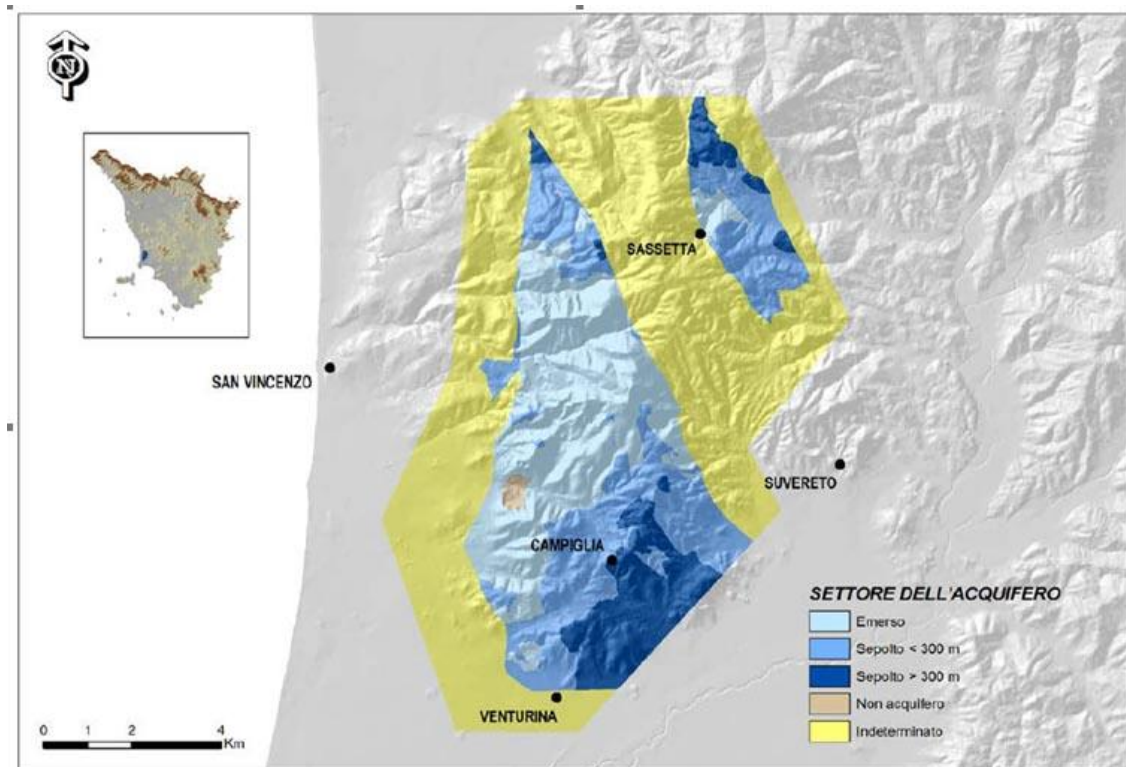 N
SASSETTA
SAN VINCENZO
SUVERETO
CAMPIGLIA
VENTURINA
SETTORE DELL'ACQUIFERO
Emerso
Sepolto < 300 m
Sepolto > 300 m
Non acquifero
Indeterminato
0 1 2 4
Km